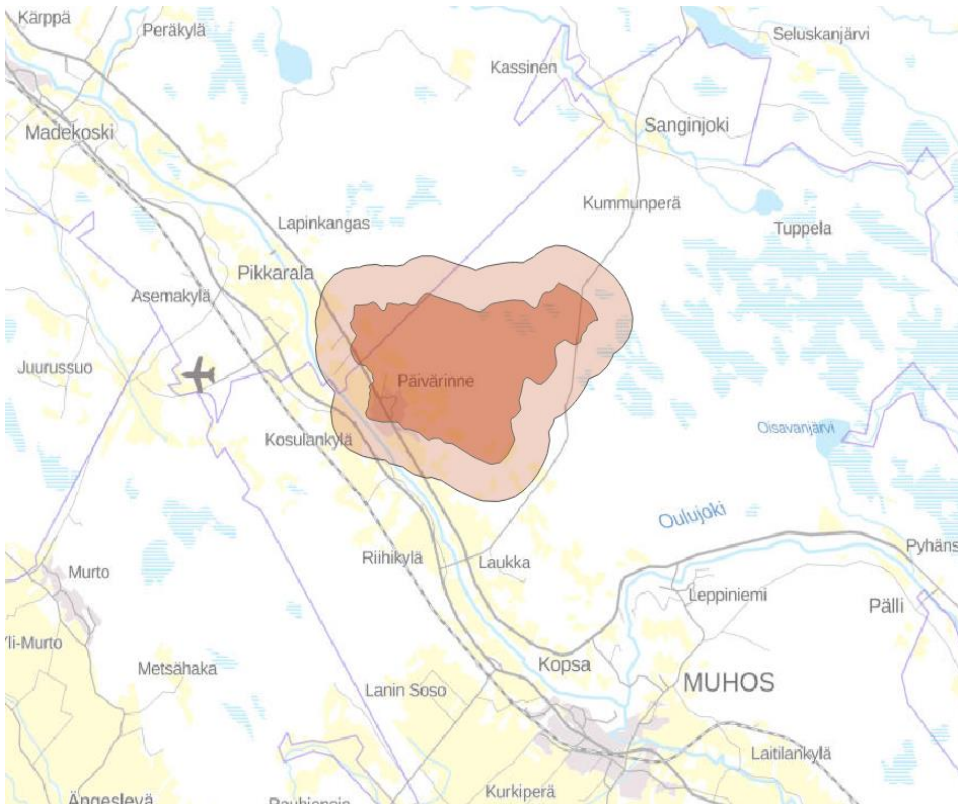 Kärppä
Peräkylä
Seluskanjärvi
Kassinen
Sanginjoki
Madekoski
Kummunperä
Lapinkangas
Tuppela
Pikkarala
Asemakylä
Juurussuo
Päivärinne
Kosulankylä
Oisavanjärvi
Oulujoki
Pyhäns
Riihikylä
Laukka
Murto
Leppiniemi
Pälli
Yli-Murto
Metsähaka
Kopsa
MUHOS
Lanin Soso
Laitilankylä
Kurkiperä
Ängeslevä